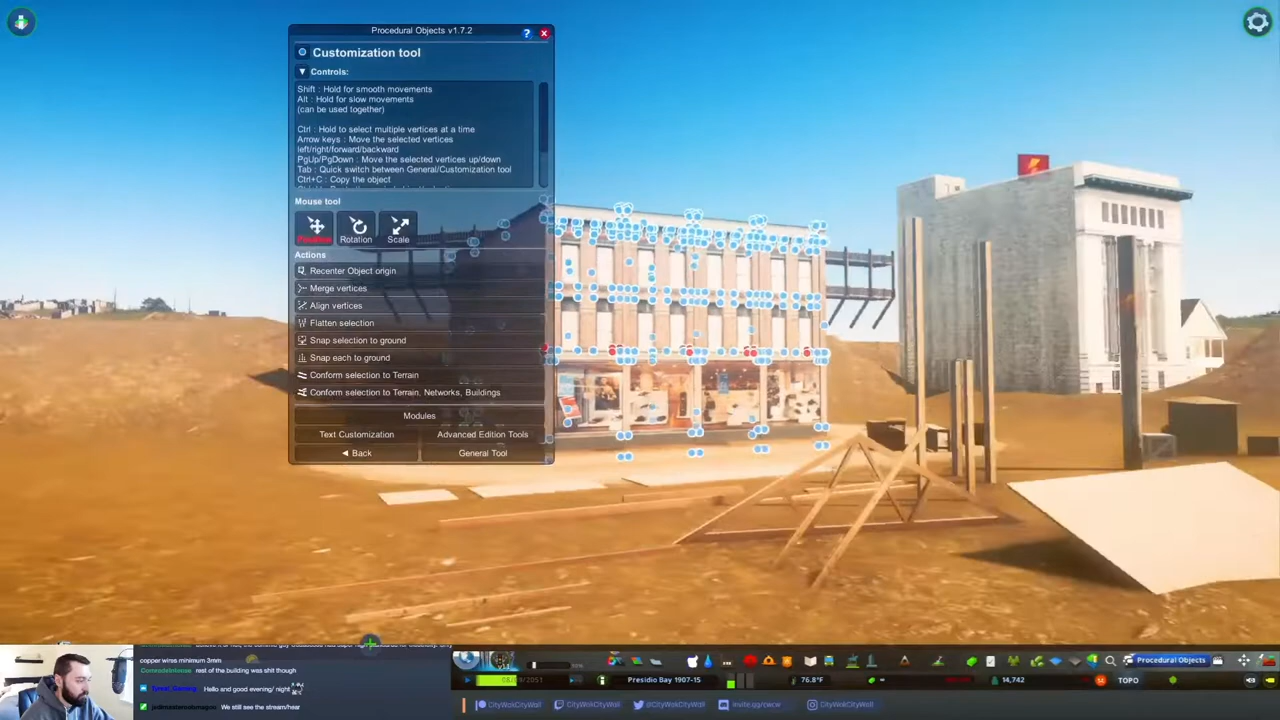 Procedural Objects v1.7.2
?
Customization tool
Controls:
Shift : Hold for smooth movements
Alt : Hold for slow movements
(can be used together)
Ctrl : Hold to select multiple vertices at a time
Arrow keys : Move the selected vertices
left/right/forward/backward
PgUp/PgDown : Move the selected vertices up/down
Tab : Quick switch between General/Customization tool
Ctrl+C : Copy the object
Mouse tool
Position Rotation Scale
Actions
Recenter Object origin
Merge vertices
Align vertices
Flatten selection
Snap selection to ground
Snap each to ground
Conform selection to Terrain
Conform selection to Terrain, Networks, Buildings
Modules
Text Customization Advanced Edition Tools
Back General Tool
copper wires minimum 3mm
rest of the building was shit though
Hello and good evening/ night
We still see the stream/hear
Procedural Objects
Presidio Bay 1907-15
76.8°F
14,742
TOPO
CityWokCityWall
CityWokCityWall
@CityWokCityWall
CityWokCityWall